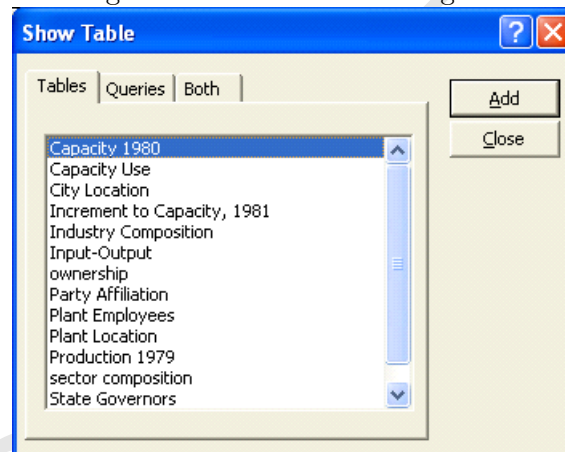 Show Table
Tables Queries Both
Add
Close
Capacity 1980
Capacity Use
City Location
Increment to Capacity, 1981
Industry Composition
Input-Output
ownership
Party Affiliation
Plant Employees
Plant Location
Production 1979
sector composition
State Governors